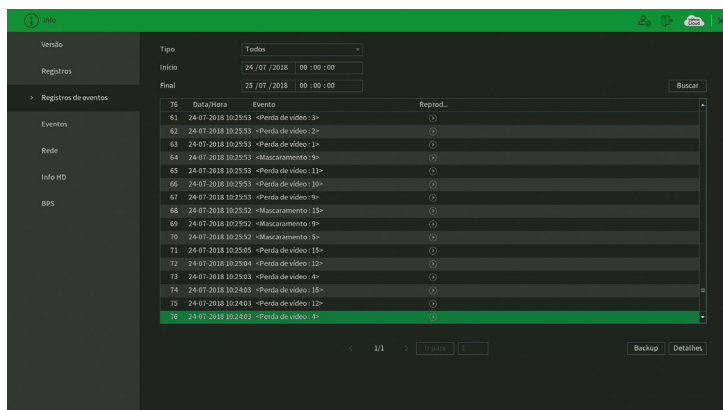 Info
Versão
Registros
Registros de eventos
Eventos
Rede
Info HD
BPS
Tipo Todos
Início 24 /07 /2018 00 : 00 : 00
Final 25 /07 /2018 00 : 00 : 00
Buscar
76 Data/Hora Evento Reprod...
61 24-07-2018 10:25:53 <Perda de vídeo : 3>
62 24-07-2018 10:25:53 <Perda de vídeo : 2>
63 24-07-2018 10:25:53 <Perda de vídeo : 1>
64 24-07-2018 10:25:53 <Mascaramento : 9>
65 24-07-2018 10:25:53 <Perda de vídeo : 11>
66 24-07-2018 10:25:53 <Perda de vídeo : 10>
67 24-07-2018 10:25:53 <Perda de vídeo : 9>
68 24-07-2018 10:25:52 <Mascaramento : 15>
69 24-07-2018 10:25:52 <Mascaramento : 9>
70 24-07-2018 10:25:52 <Mascaramento : 5>
71 24-07-2018 10:25:05 <Perda de vídeo : 15>
72 24-07-2018 10:25:04 <Perda de vídeo : 12>
73 24-07-2018 10:25:03 <Perda de vídeo : 4>
74 24-07-2018 10:24:03 <Perda de vídeo : 15>
75 24-07-2018 10:24:03 <Perda de vídeo : 12>
76 24-07-2018 10:24:03 <Perda de vídeo : 4>
< 1/1 > Ir para 1
Backup Detalhes